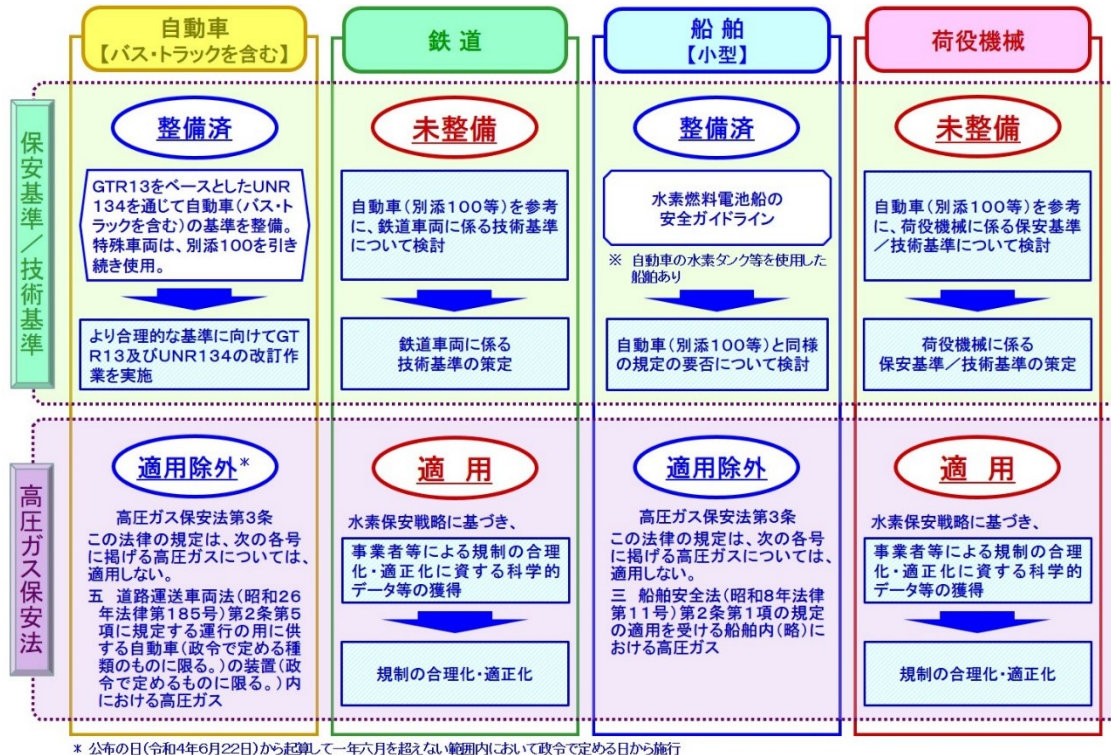 自動車
【バス・トラックを含む】
鉄 道
船 舶
【小型】
荷役機械
保安基準／技術基準
整備済
GTR13をベースとしたUNR
134を通じて自動車（バス・ト
ラックを含む）の基準を整備。
特殊車両は、別添100を引き
続き使用。
より合理的な基準に向けてGT
R13及びUNR134の改訂作
業を実施
未整備
自動車（別添100等）を参考
に、鉄道車両に係る技術基準
について検討
鉄道車両に係る
技術基準の策定
整備済
水素燃料電池船の
安全ガイドライン
※ 自動車の水素タンク等を使用した
船舶あり
自動車（別添100等）と同様
の規定の要否について検討
未整備
自動車（別添100等）を参考
に、荷役機械に係る保安基準
／技術基準について検討
荷役機械に係る
保安基準／技術基準の策定
高圧ガス保安法
適用除外*
高圧ガス保安法第3条
この法律の規定は、次の各号
に掲げる高圧ガスについては、
適用しない。
五 道路運送車両法（昭和26
年法律第185号）第2条第5
項に規定する運行の用に供
する自動車（政令で定める種
類のものに限る。）の装置（政
令で定めるものに限る。）内
における高圧ガス
適 用
水素保安戦略に基づき、
事業者等による規制の合理
化・適正化に資する科学的
データ等の獲得
規制の合理化・適正化
適用除外
高圧ガス保安法第3条
この法律の規定は、次の各号
に掲げる高圧ガスについては、
適用しない。
三 船舶安全法（昭和8年法律
第11号）第2条第1項の規定
の適用を受ける船舶内（略）に
おける高圧ガス
適 用
水素保安戦略に基づき、
事業者等による規制の合理
化・適正化に資する科学的
データ等の獲得
規制の合理化・適正化
* 公布の日（令和4年6月22日）から起算して一年六月を超えない範囲内において政令で定める日から施行